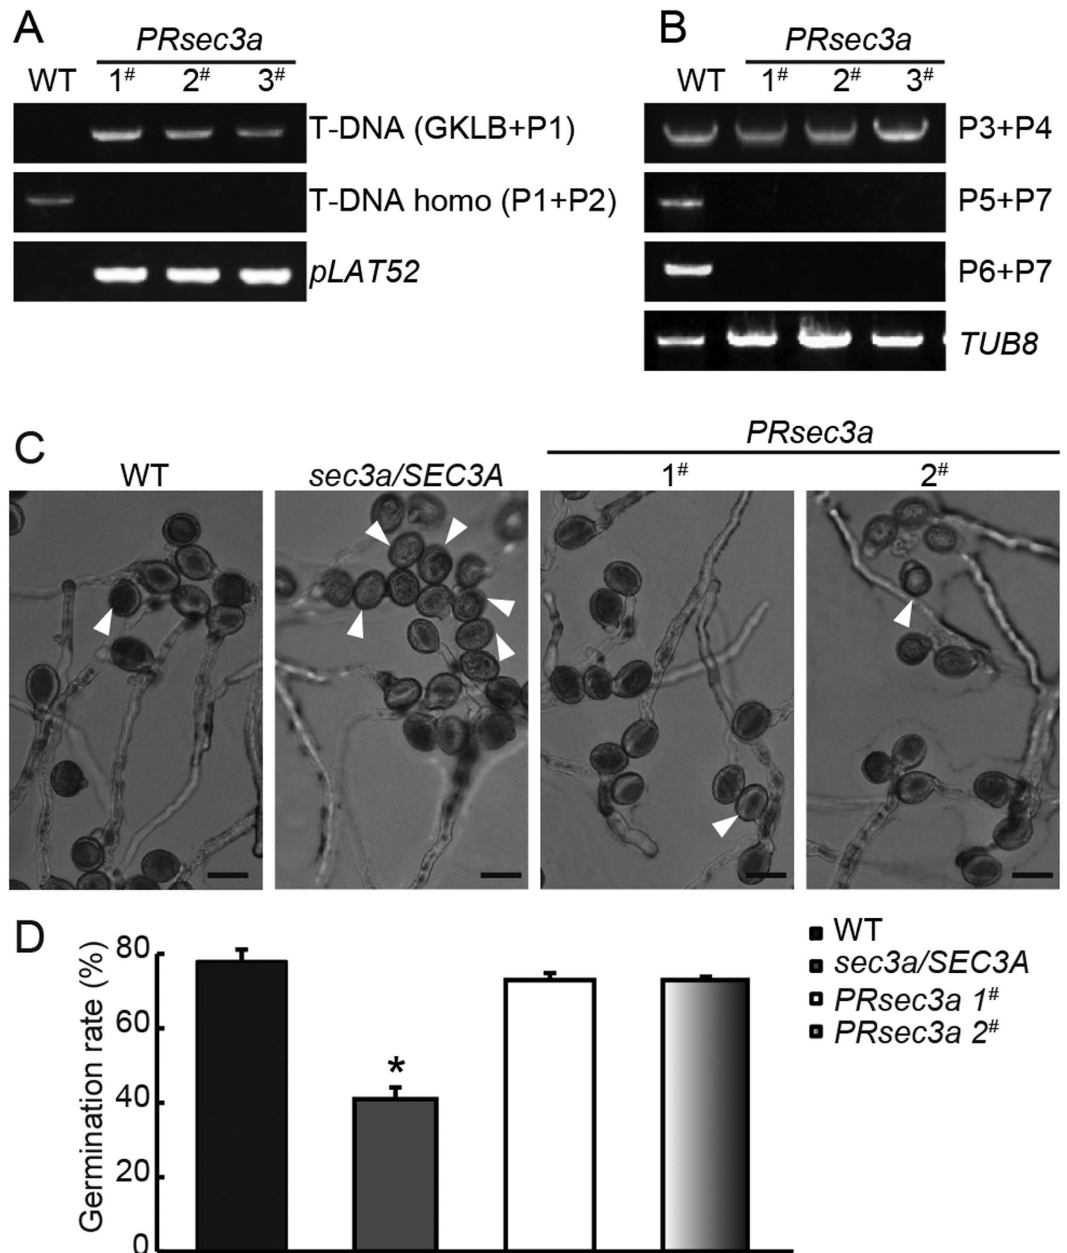 A
PRsec3a
WT 1# 2# 3#
T-DNA (GKLB+P1)
T-DNA homo (P1+P2)
pLAT52
B
PRsec3a
WT 1# 2# 3#
P3+P4
P5+P7
P6+P7
TUB8
C
PRsec3a
WT sec3a/SEC3A 1# 2#
D
Germination rate (%)
80
60
40
20
0
*
WT
sec3a/SEC3A
PRsec3a 1#
PRsec3a 2#